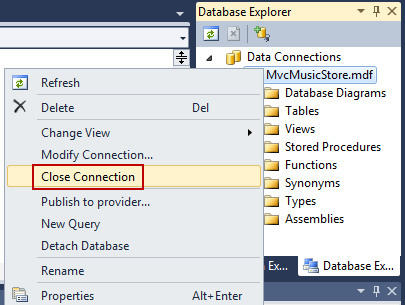 Database Explorer
Data Connections
MvcMusicStore.mdf
Database Diagrams
Tables
Views
Stored Procedures
Functions
Synonyms
Types
Assemblies
Refresh
Delete Del
Change View
Modify Connection...
Close Connection
Publish to provider...
New Query
Detach Database
Rename
Properties Alt+Enter
Ex...
Database Ex...